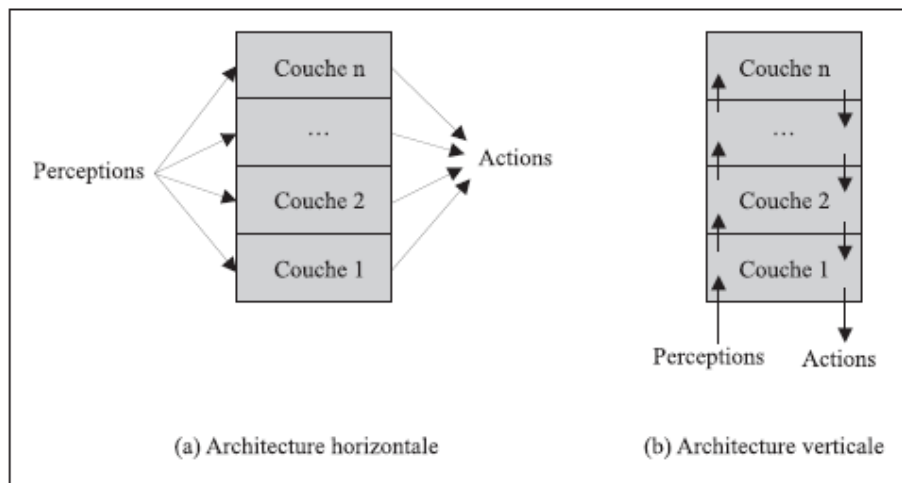 Couche n
...
Perceptions
Actions
Couche 2
Couche 1
(a) Architecture horizontale
Couche n
...
Couche 2
Couche 1
Perceptions
Actions
(b) Architecture verticale